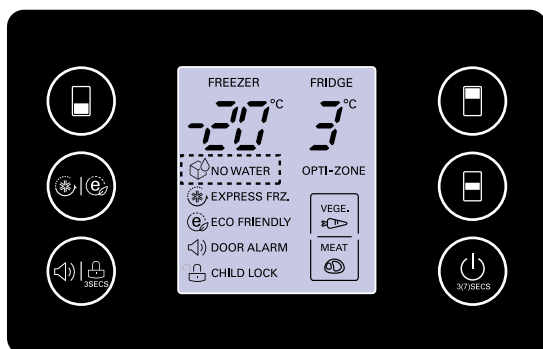 FREEZER FRIDGE
-20°C 3°C
NO WATER OPTI-ZONE
EXPRESS FRZ.
VEGE.
e ECO FRIENDLY
DOOR ALARM MEAT
CHILD LOCK
e
3SECS
3(7)SECS